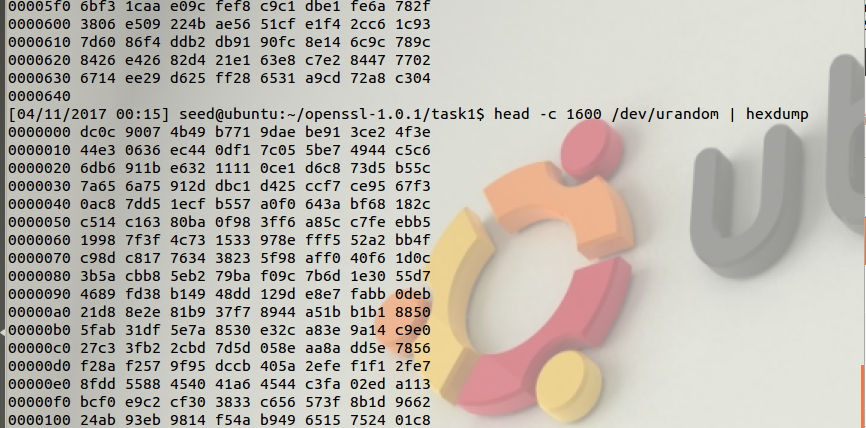 00005f0 6bf3 1caa e09c fef8 c9c1 dbe1 fe6a 782f
0000600 3806 e509 224b ae56 51cf e1f4 2cc6 1c93
0000610 7d60 86f4 ddb2 db91 90fc 8e14 6c9c 789c
0000620 8426 e426 82d4 21e1 63e8 c7e2 8447 7702
0000630 6714 ee29 d625 ff28 6531 a9cd 72a8 c304
0000640
[04/11/2017 00:15] seed@ubuntu:~/openssl-1.0.1/task1$ head -c 1600 /dev/urandom | hexdump
0000000 dc0c 9007 4b49 b771 9dae be91 3ce2 4f3e
0000010 44e3 0636 ec44 0df1 7c05 5be7 4944 c5c6
0000020 6db6 911b e632 1111 0ce1 d6c8 73d5 b55c
0000030 7a65 6a75 912d dbc1 d425 ccf7 ce95 67f3
0000040 0ac8 7dd5 1ecf b557 a0f0 643a bf68 182c
0000050 c514 c163 80ba 0f98 3ff6 a85c c7fe ebb5
0000060 1998 7f3f 4c73 1533 978e fff5 52a2 bb4f
0000070 c98d c817 7634 3823 5f98 aff0 40f6 1d0c
0000080 3b5a cbb8 5eb2 79ba f09c 7b6d 1e30 55d7
0000090 4689 fd38 b149 48dd 129d e8e7 fabb 0deb
00000a0 21d8 8e2e 81b9 37f7 8944 a51b b1b1 8850
00000b0 5fab 31df 5e7a 8530 e32c a83e 9a14 c9e0
00000c0 27c3 3fb2 2cbd 7d5d 058e aa8a dd5e 7856
00000d0 f28a f257 9f95 dccb 405a 2efe f1f1 2fe7
00000e0 8fdd 5588 4540 41a6 4544 c3fa 02ed a113
00000f0 bcf0 e9c2 cf30 3833 c656 573f 8b1d 9662
0000100 24ab 93eb 9814 f54a b949 6515 7524 01c8
ub